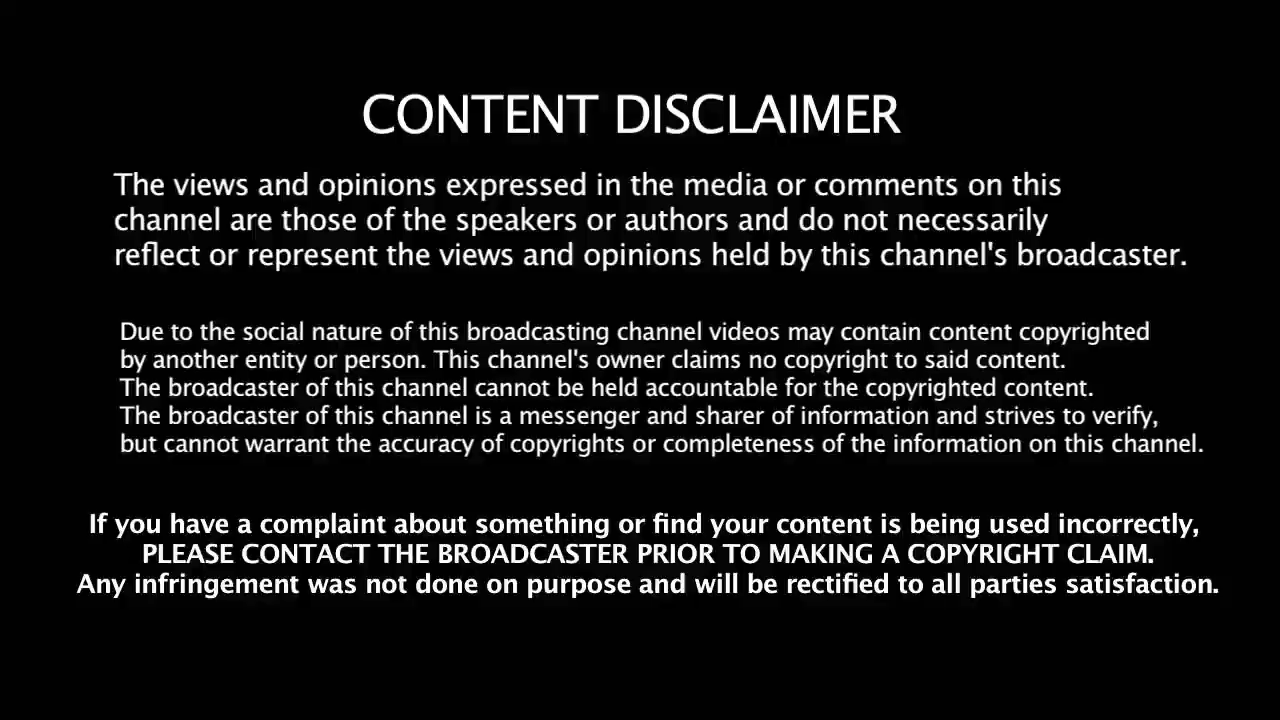 CONTENT DISCLAIMER
The views and opinions expressed in the media or comments on this
channel are those of the speakers or authors and do not necessarily
reflect or represent the views and opinions held by this channel's broadcaster.
Due to the social nature of this broadcasting channel videos may contain content copyrighted
by another entity or person. This channel's owner claims no copyright to said content.
The broadcaster of this channel cannot be held accountable for the copyrighted content.
The broadcaster of this channel is a messenger and sharer of information and strives to verify,
but cannot warrant the accuracy of copyrights or completeness of the information on this channel.
If you have a complaint about something or find your content is being used incorrectly,
PLEASE CONTACT THE BROADCASTER PRIOR TO MAKING A COPYRIGHT CLAIM.
Any infringement was not done on purpose and will be rectified to all parties satisfaction.